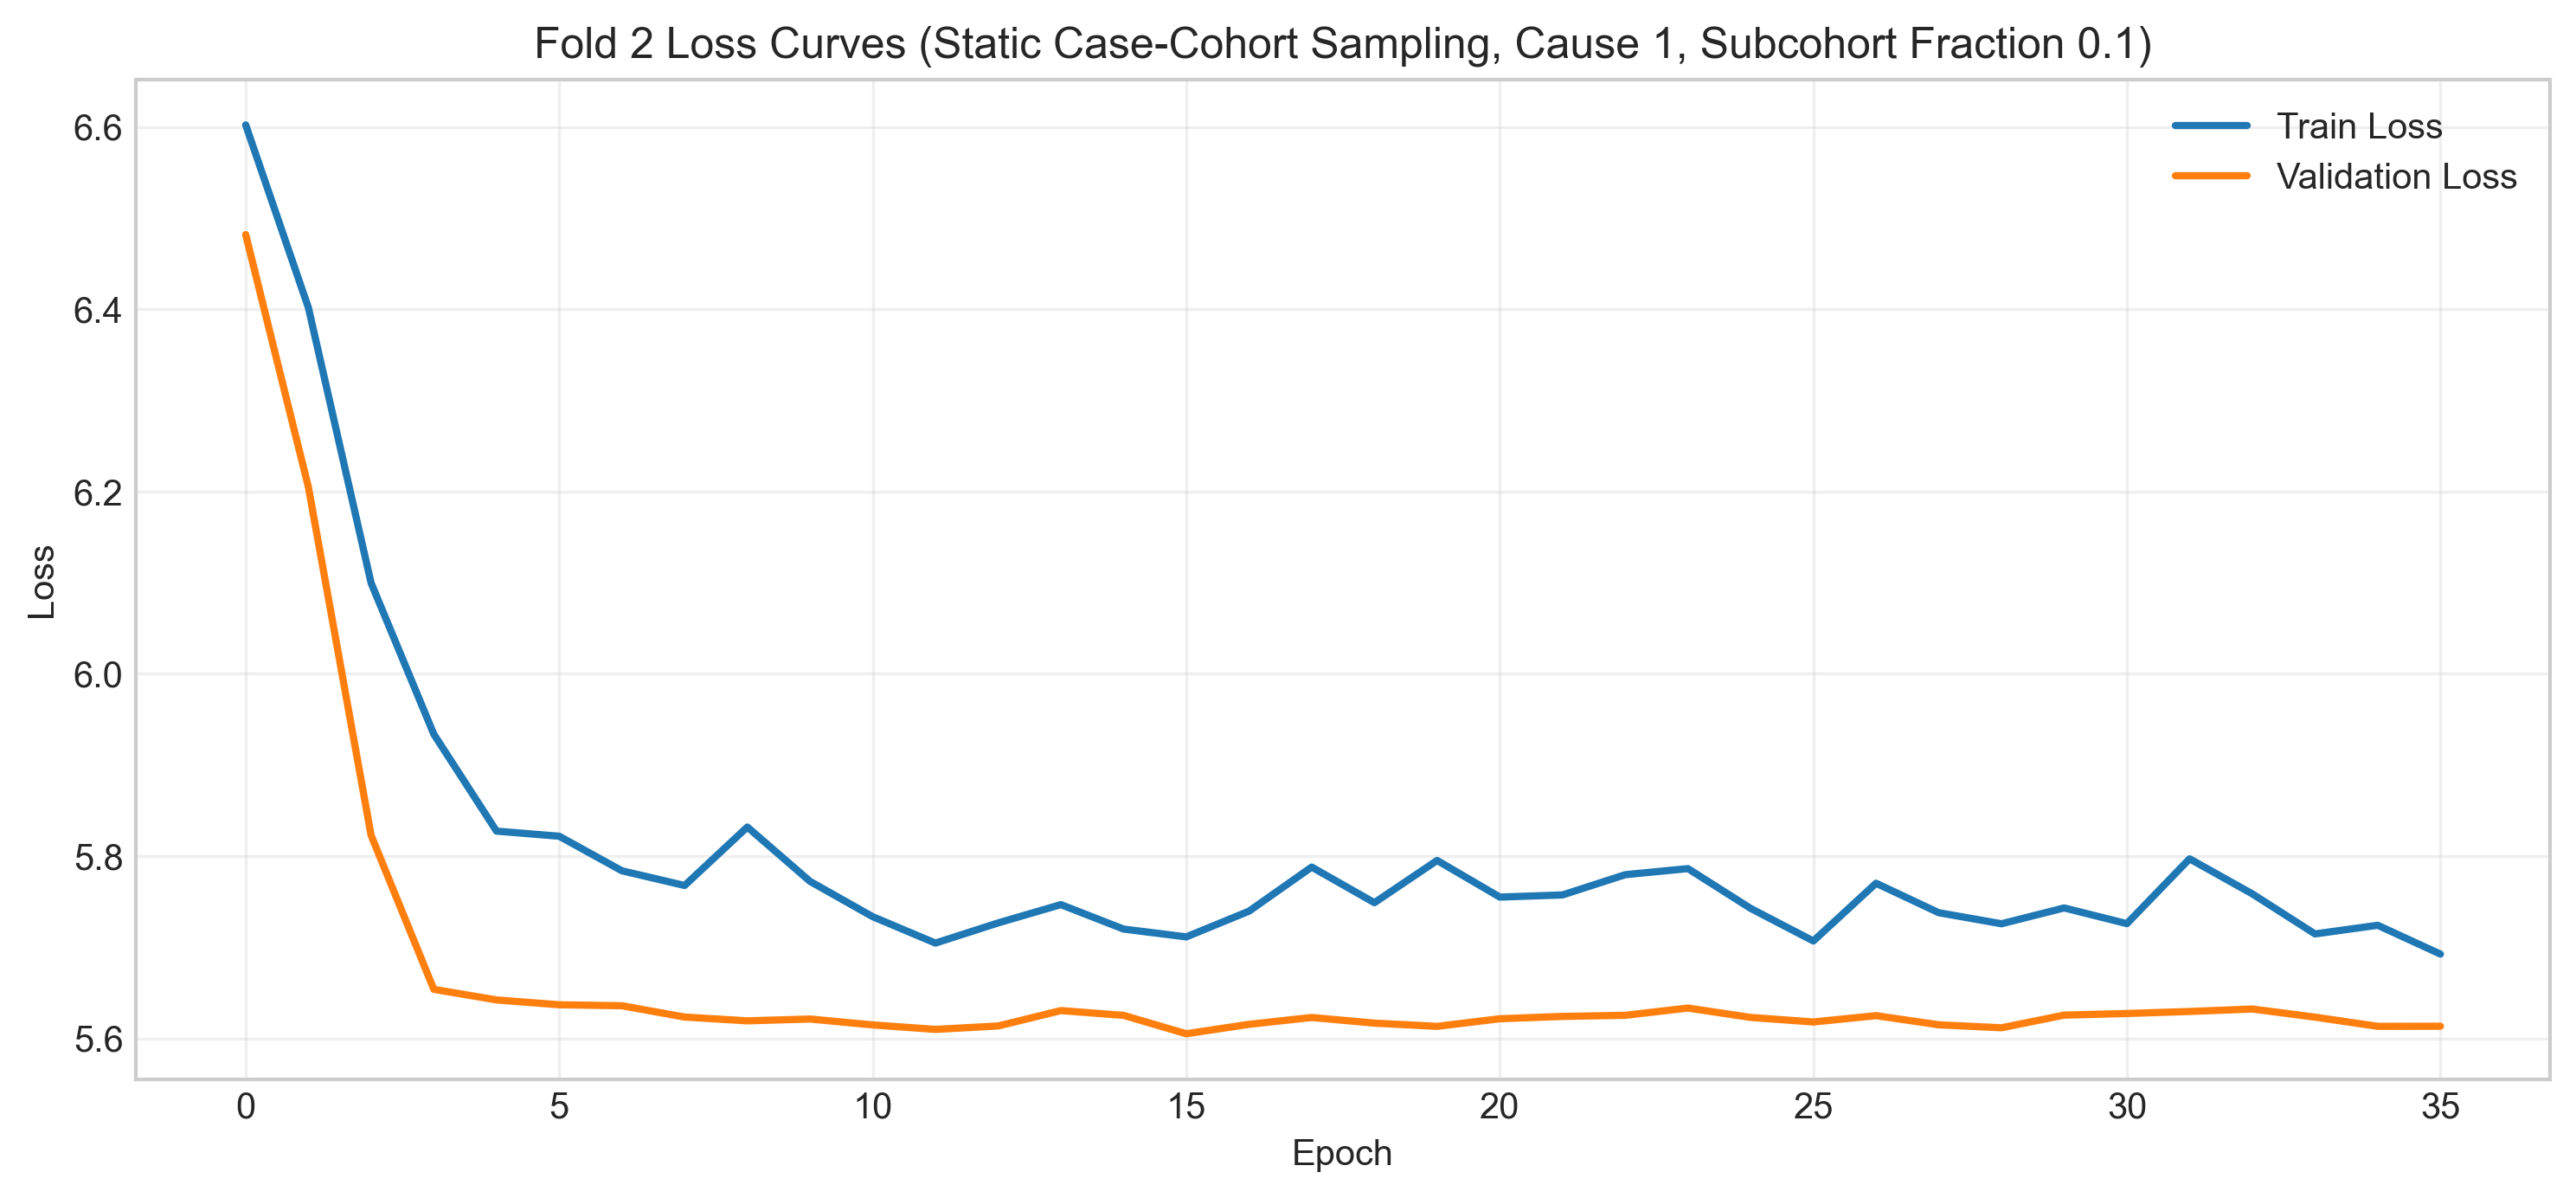 Fold 2 Loss Curves (Static Case-Cohort Sampling, Cause 1, Subcohort Fraction 0.1)
Train Loss
Validation Loss
6.6
6.4
6.2
6.0
5.8
5.6
Loss
0 5 10 15 20 25 30 35
Epoch